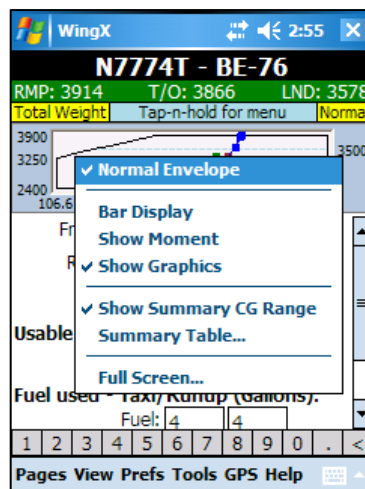 WingX 2:55
N7774T - BE-76
RMP: 3914 T/O: 3866 LND: 3578
Total Weight Tap-n-hold for menu Norma
3900
3250
2400
3500
106.6
Normal Envelope
Bar Display
Show Moment
Show Graphics
Show Summary CG Range
Summary Table...
Full Screen...
Fr
R
Usable
Fuel used - Taxi/Runup (Gallons):
Fuel: 4 4
1 2 3 4 5 6 7 8 9 0 . <
Pages View Prefs Tools GPS Help